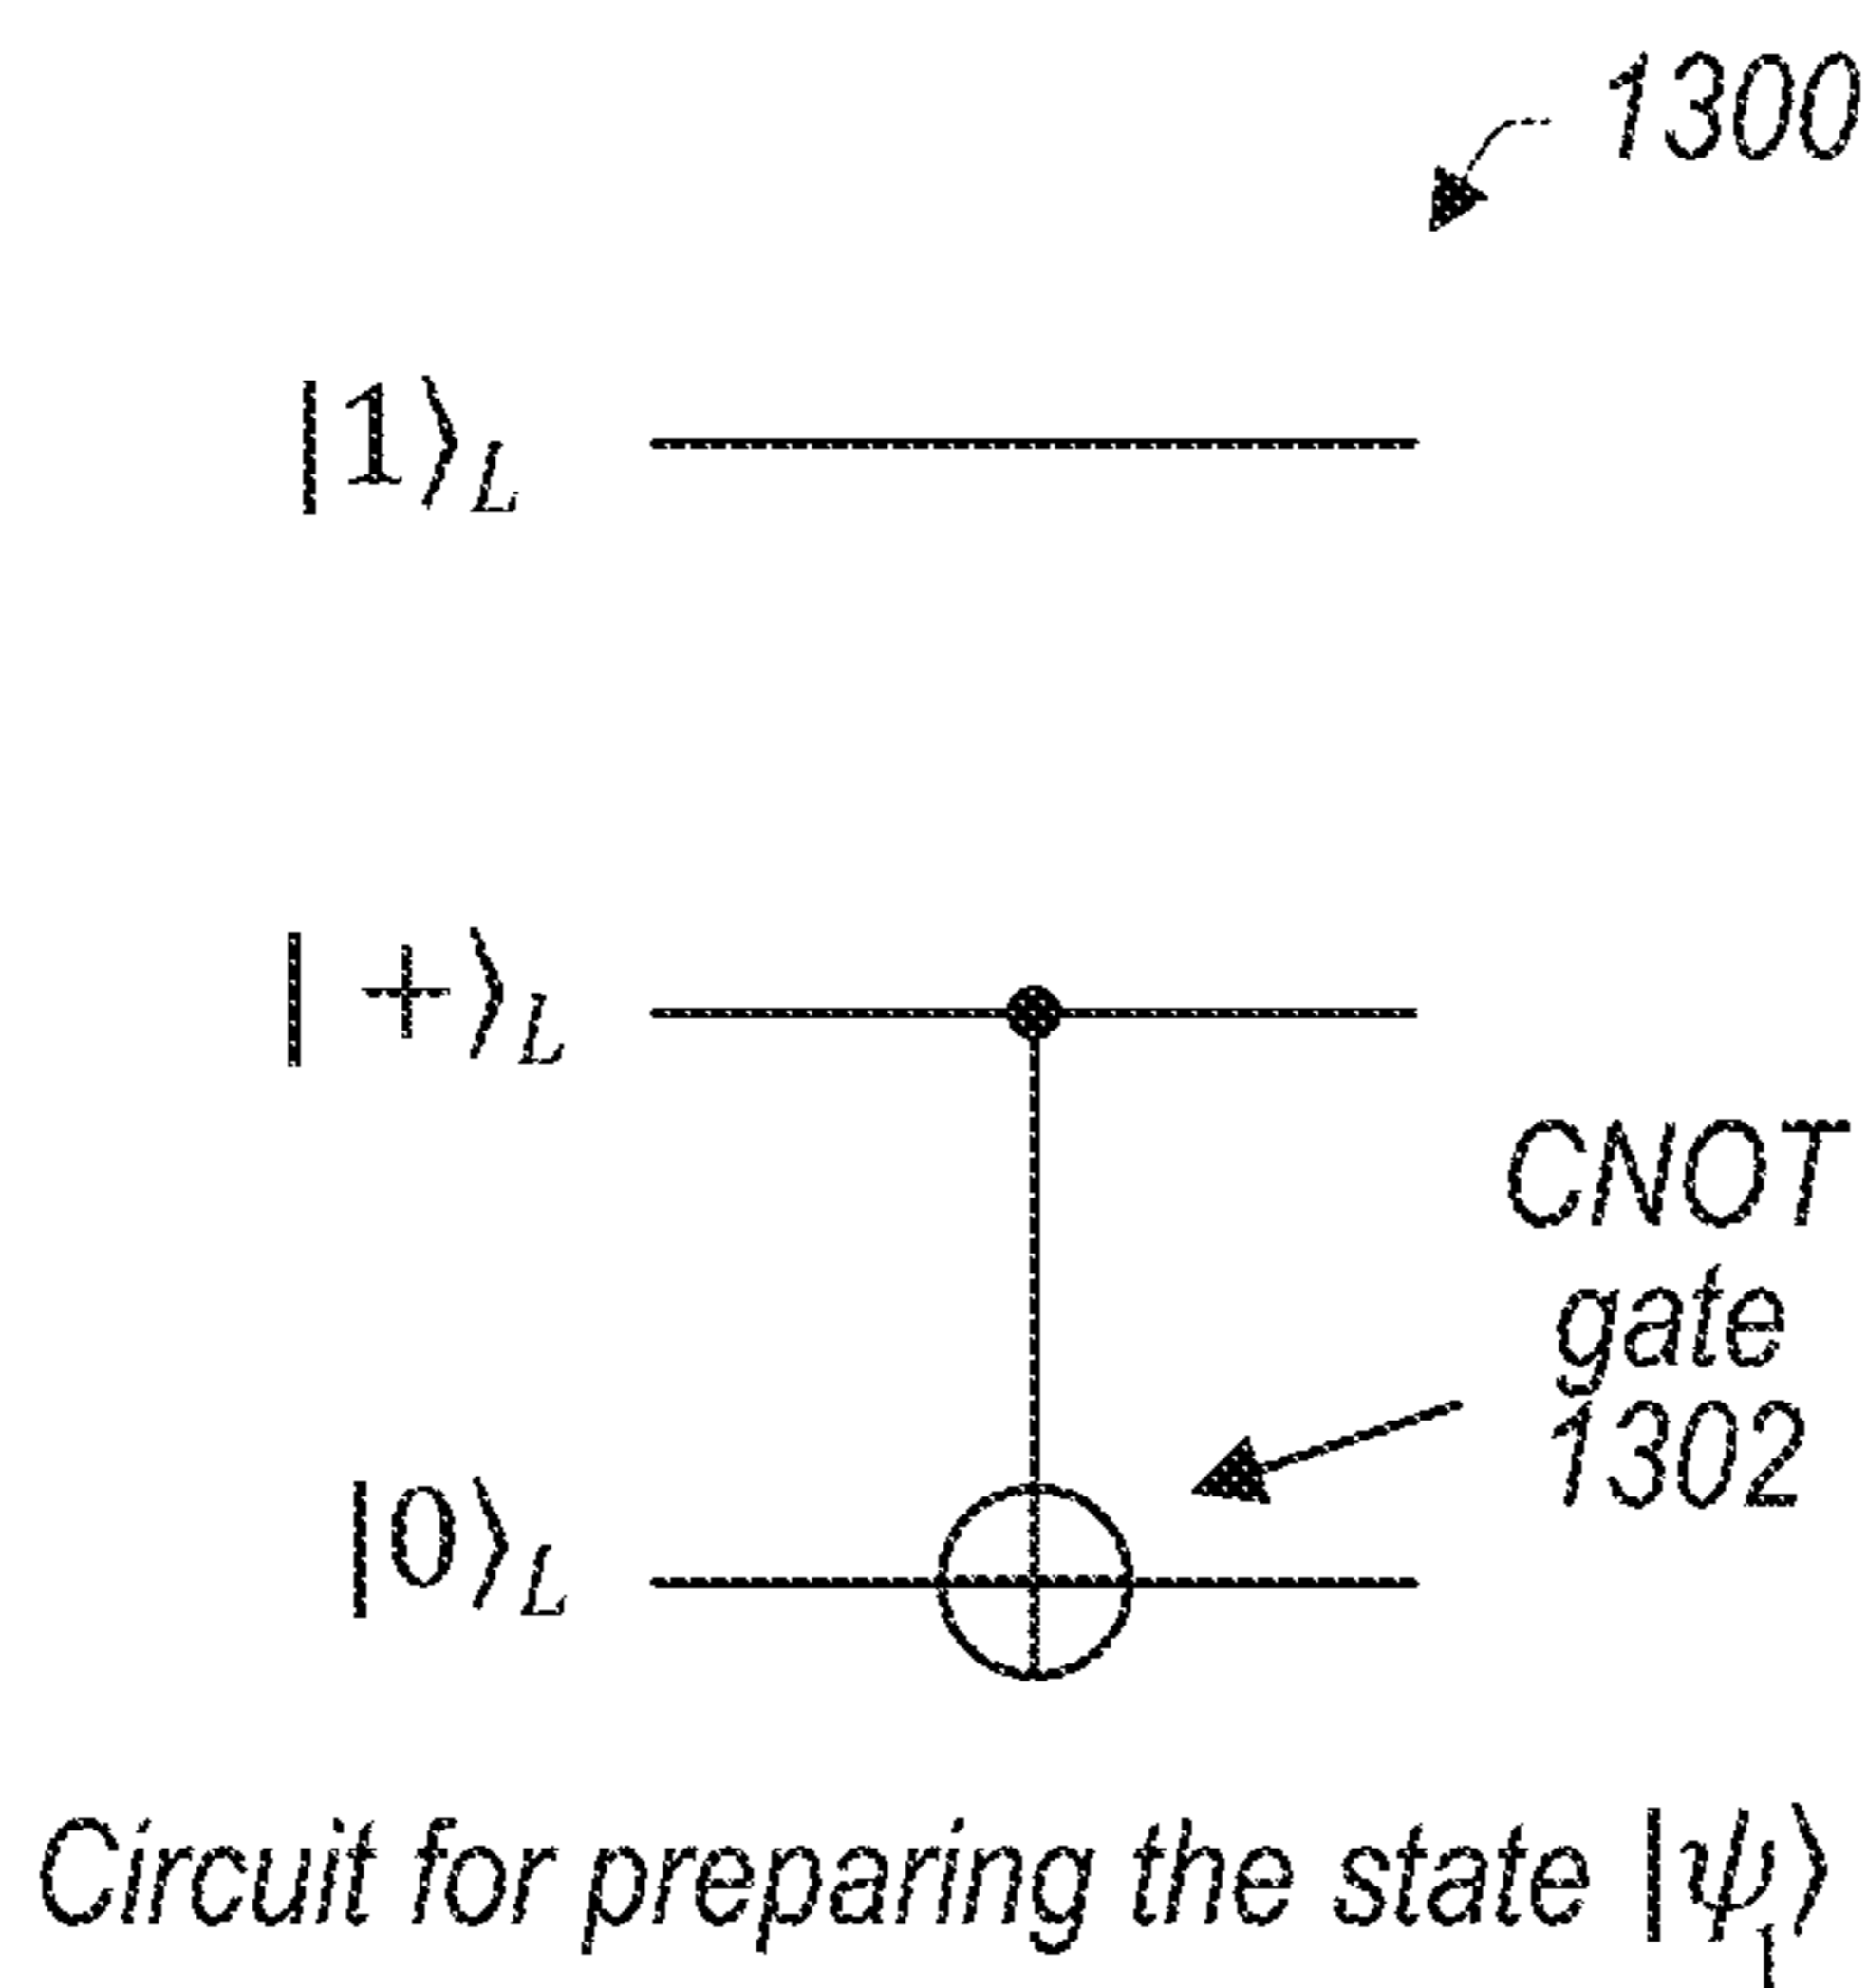 1300
|1⟩L
|+⟩L
CNOT
gate
1302
|0⟩L
Circuit for preparing the state |ψ1⟩